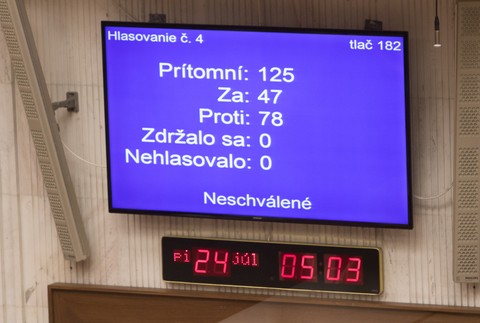 Hlasovanie č. 4 tlač 182
Prítomní: 125
Za: 47
Proti: 78
Zdržalo sa: 0
Nehlasovalo: 0
Neschválené
pi 24 júl 05 03